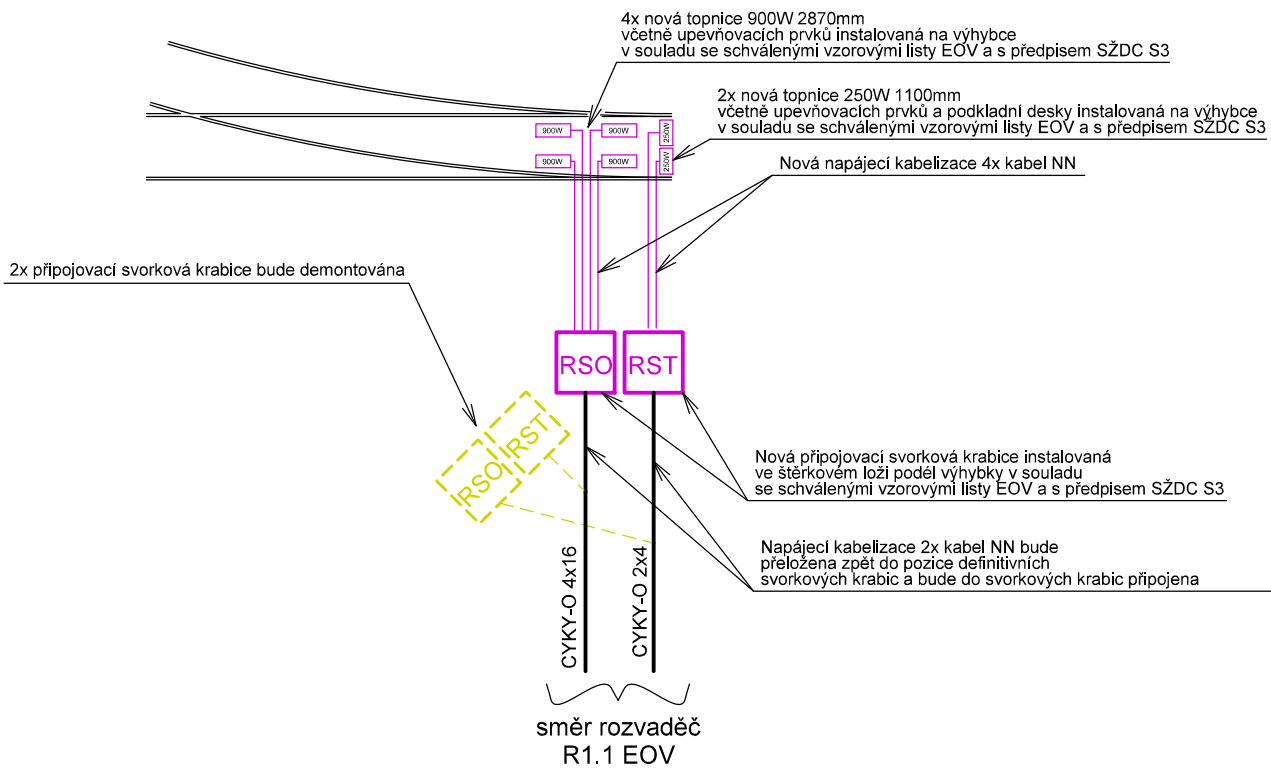 4x nová topnice 900W 2870mm
včetně upevňovacích prvků instalovaná na výhybce
v souladu se schválenými vzorovými listy EOV a s předpisem SŽDC S3
2x nová topnice 250W 1100mm
včetně upevňovacích prvků a podkladní desky instalovaná na výhybce
v souladu se schválenými vzorovými listy EOV a s předpisem SŽDC S3
900W
900W
250W
900W
900W
250W
Nová napájecí kabelizace 4x kabel NN
2x připojovací svorková krabice bude demontována
RSO
RST
RSO
RST
Nová připojovací svorková krabice instalovaná
ve štěrkovém loži podél výhybky v souladu
se schválenými vzorovými listy EOV a s předpisem SŽDC S3
Napájecí kabelizace 2x kabel NN bude
přeložena zpět do pozice definitivních
svorkových krabic a bude do svorkových krabic připojena
CYKY-O 4x16
CYKY-O 2x4
směr rozvaděč
R1.1 EOV